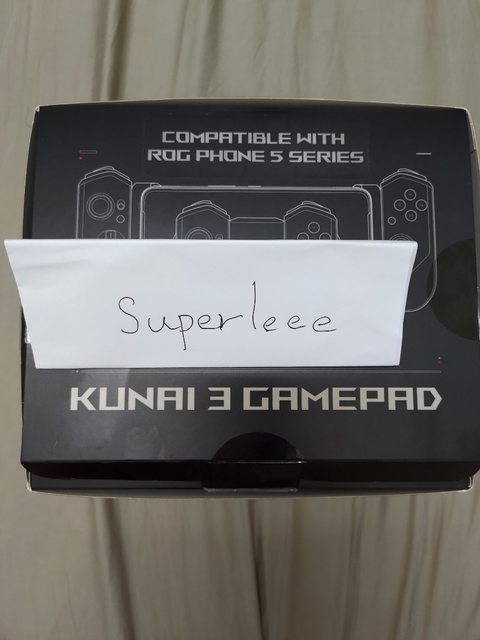 COMPATIBLE WITH
ROG PHONE 5 SERIES
Superleee
KUNAI 3 GAMEPAD